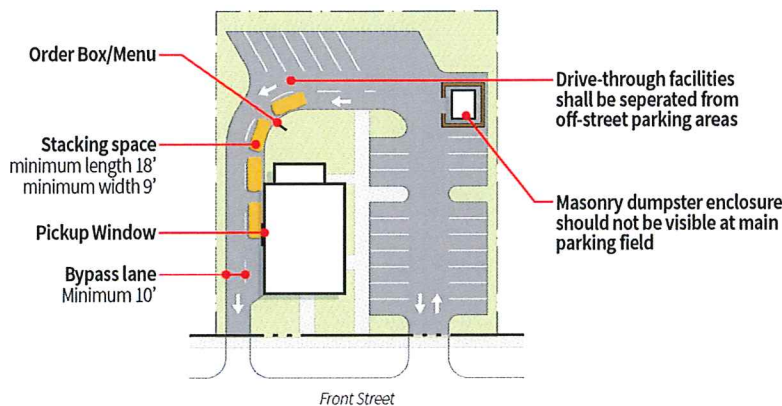 Order Box/Menu
Stacking space
minimum length 18'
minimum width 9'
Pickup Window
Bypass lane
Minimum 10'
Drive-through facilities
shall be seperated from
off-street parking areas
Masonry dumpster enclosure
should not be visible at main
parking field
Front Street